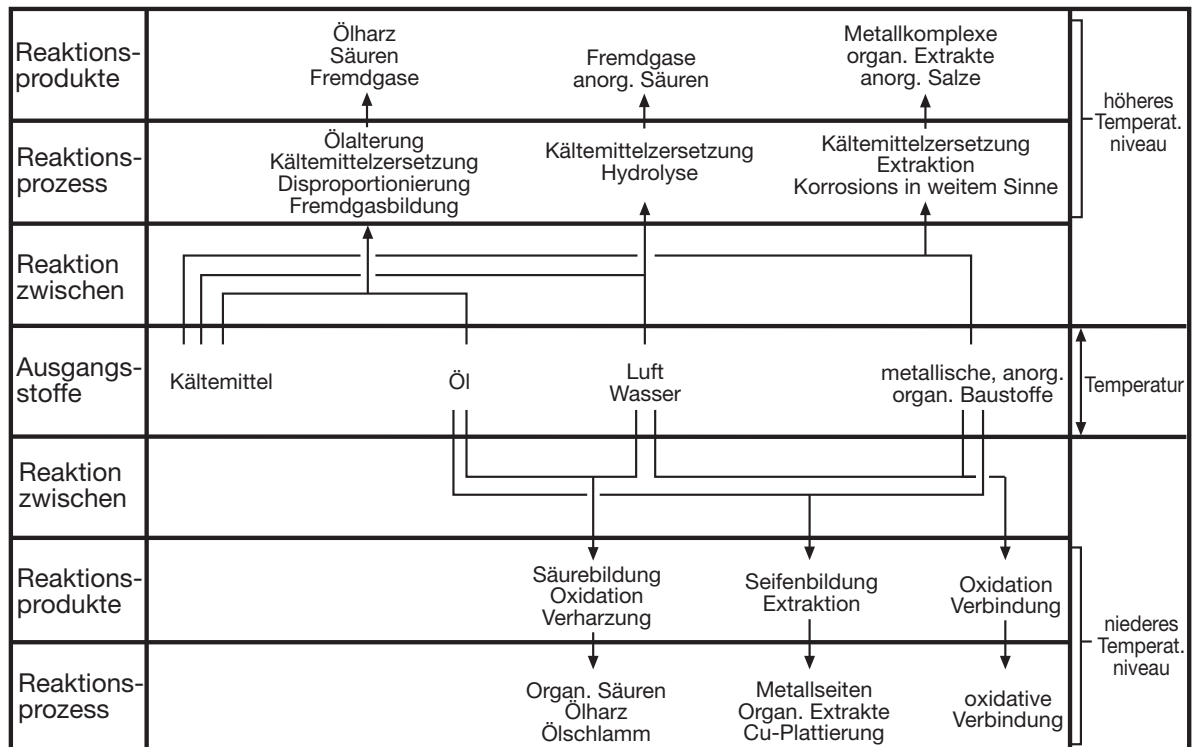 Reaktions-
produkte
Ölharz
Säuren
Fremdgase
Fremdgase
anorg. Säuren
Metallkomplexe
organ. Extrakte
anorg. Salze
höheres
Temperat.
niveau
Reaktions-
prozess
Ölalterung
Kältemittelzersetzung
Disproportionierung
Fremdgasbildung
Kältemittelzersetzung
Hydrolyse
Kältemittelzersetzung
Extraktion
Korrosions in weitem Sinne
Reaktion
zwischen
Ausgangs-
stoffe
Kältemittel
Öl
Luft
Wasser
metallische, anorg.
organ. Baustoffe
Temperatur
Reaktion
zwischen
Reaktions-
produkte
Säurebildung
Oxidation
Verharzung
Seifenbildung
Extraktion
Oxidation
Verbindung
niederes
Temperat.
niveau
Reaktions-
prozess
Organ. Säuren
Ölharz
Ölschlamm
Metallseiten
Organ. Extrakte
Cu-Plattierung
oxidative
Verbindung